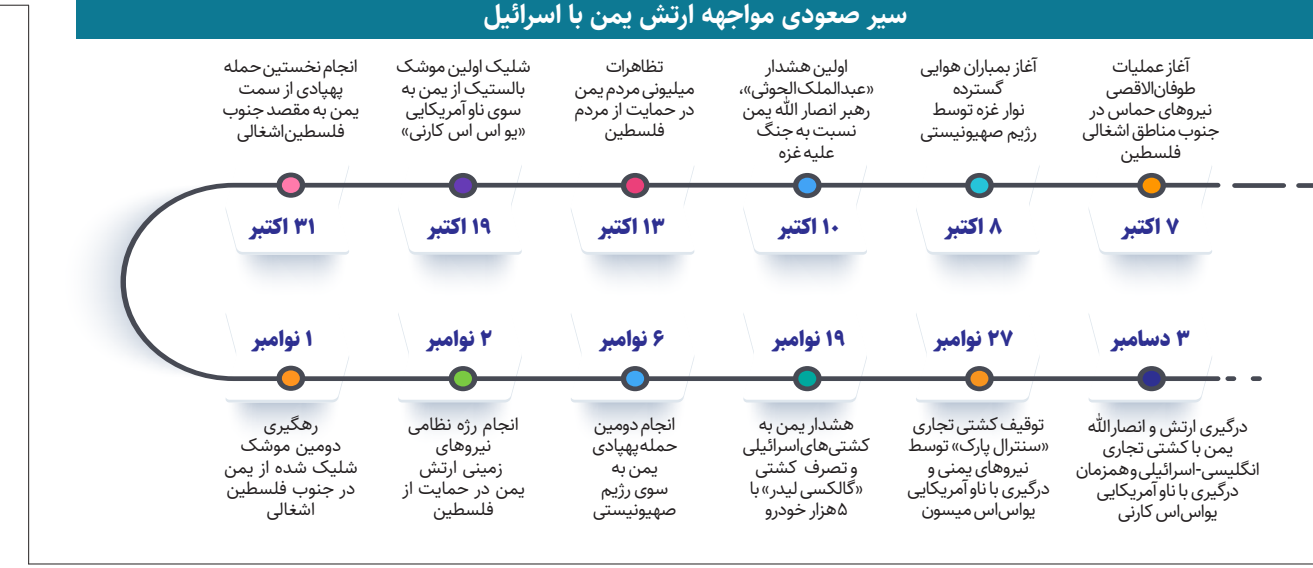 سیر صعودی مواجهه ارتش یمن با اسرائیل
آغاز عملیات
طوفان‌الاقصی
نیروهای حماس در
جنوب مناطق اشغالی
فلسطین
۷ اکتبر
آغاز بمباران هوایی
گسترده
نوار غزه توسط
رژیم صهیونیستی
۸ اکتبر
اولین هشدار
«عبدالملک‌الحوثی»،
رهبر انصار الله یمن
نسبت به جنگ
علیه غزه
۱۰ اکتبر
تظاهرات
میلیونی مردم یمن
در حمایت از مردم
فلسطین
۱۳ اکتبر
شلیک اولین موشک
بالستیک از یمن به
سوی ناو آمریکایی
«یو اس اس کارنی»
۱۹ اکتبر
انجام نخستین حمله
پهپادی از سمت
یمن به مقصد جنوب
فلسطین‌اشغالی
۳۱ اکتبر
۱ نوامبر
رهگیری
دومین موشک
شلیک شده از یمن
در جنوب فلسطین
اشغالی
۲ نوامبر
انجام رژه نظامی
نیروهای
زمینی ارتش
یمن در حمایت از
فلسطین
۶ نوامبر
انجام دومین
حمله‌پهپادی
یمن به
سوی رژیم
صهیونیستی
۱۹ نوامبر
هشدار یمن به
کشتی‌های‌اسرائیلی
و تصرف کشتی
«گالکسی لیدر» با
۵هزار خودرو
۲۷ نوامبر
توقیف کشتی تجاری
«سنترال پارک» توسط
نیروهای یمنی و
درگیری با ناو آمریکایی
یواس‌اس میسون
۳ دسامبر
درگیری ارتش و انصارالله
یمن با کشتی تجاری
انگلیسی-اسرائیلی‌وهمزمان
درگیری با ناو آمریکایی
یواس‌اس کارنی